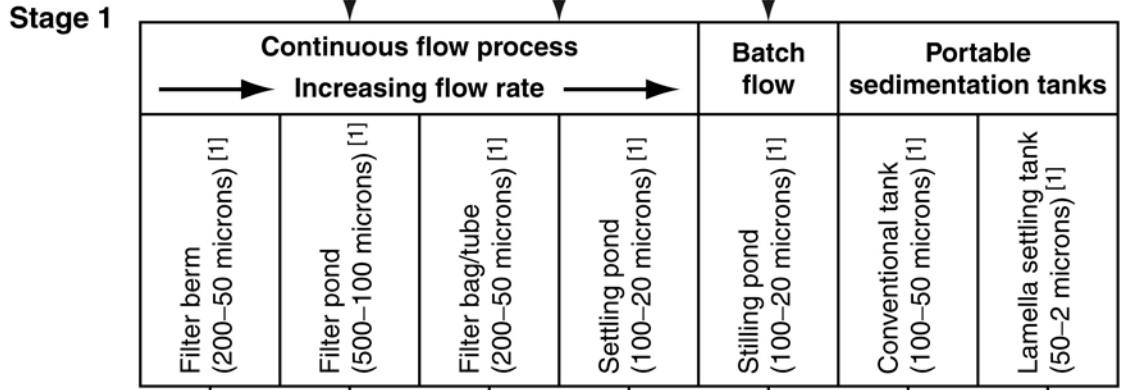 Stage 1
Continuous flow process
Increasing flow rate
Batch
flow
Portable
sedimentation tanks
Filter berm
(200–50 microns) [1]
Filter pond
(500–100 microns) [1]
Filter bag/tube
(200–50 microns) [1]
Settling pond
(100–20 microns) [1]
Stilling pond
(100–20 microns) [1]
Conventional tank
(100–50 microns) [1]
Lamella settling tank
(50–2 microns) [1]